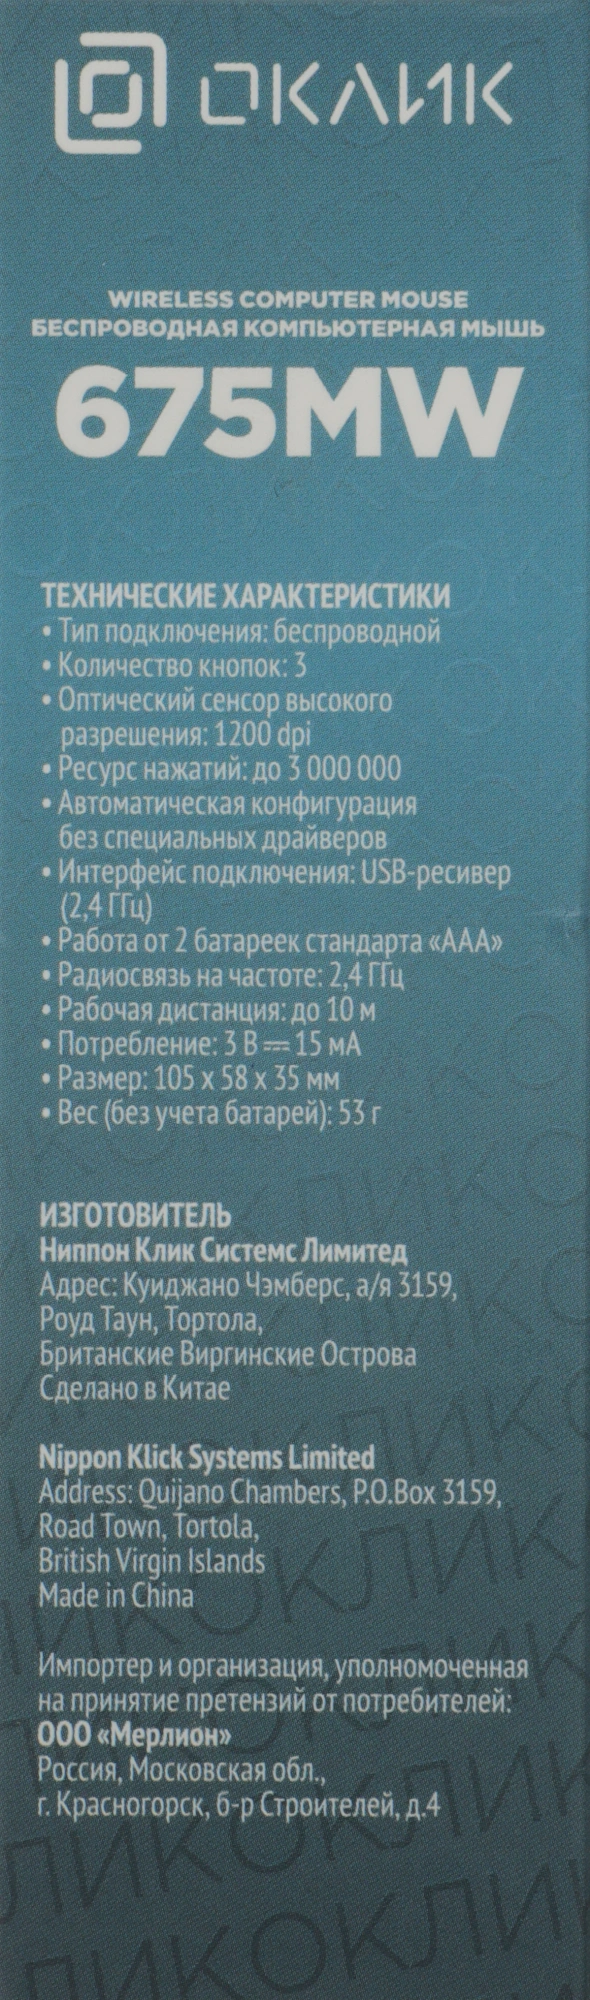 ОКЛИК
WIRELESS COMPUTER MOUSE
БЕСПРОВОДНАЯ КОМПЬЮТЕРНАЯ МЫШЬ
675MW
ТЕХНИЧЕСКИЕ ХАРАКТЕРИСТИКИ
• Тип подключения: беспроводной
• Количество кнопок: 3
• Оптический сенсор высокого
разрешения: 1200 dpi
• Ресурс нажатий: до 3 000 000
• Автоматическая конфигурация
без специальных драйверов
• Интерфейс подключения: USB-ресивер
(2,4 ГГц)
• Работа от 2 батареек стандарта «ААА»
• Радиосвязь на частоте: 2,4 ГГц
• Рабочая дистанция: до 10 м
• Потребление: 3 В ⎓ 15 мА
• Размер: 105 x 58 x 35 мм
• Вес (без учета батарей): 53 г
ИЗГОТОВИТЕЛЬ
Ниппон Клик Системс Лимитед
Адрес: Куиджано Чэмберс, а/я 3159,
Роуд Таун, Тортола,
Британские Виргинские Острова
Сделано в Китае
Nippon Klick Systems Limited
Address: Quijano Chambers, P.O.Box 3159,
Road Town, Tortola,
British Virgin Islands
Made in China
Импортер и организация, уполномоченная
на принятие претензий от потребителей:
ООО «Мерлион»
Россия, Московская обл.,
г. Красногорск, б-р Строителей, д.4